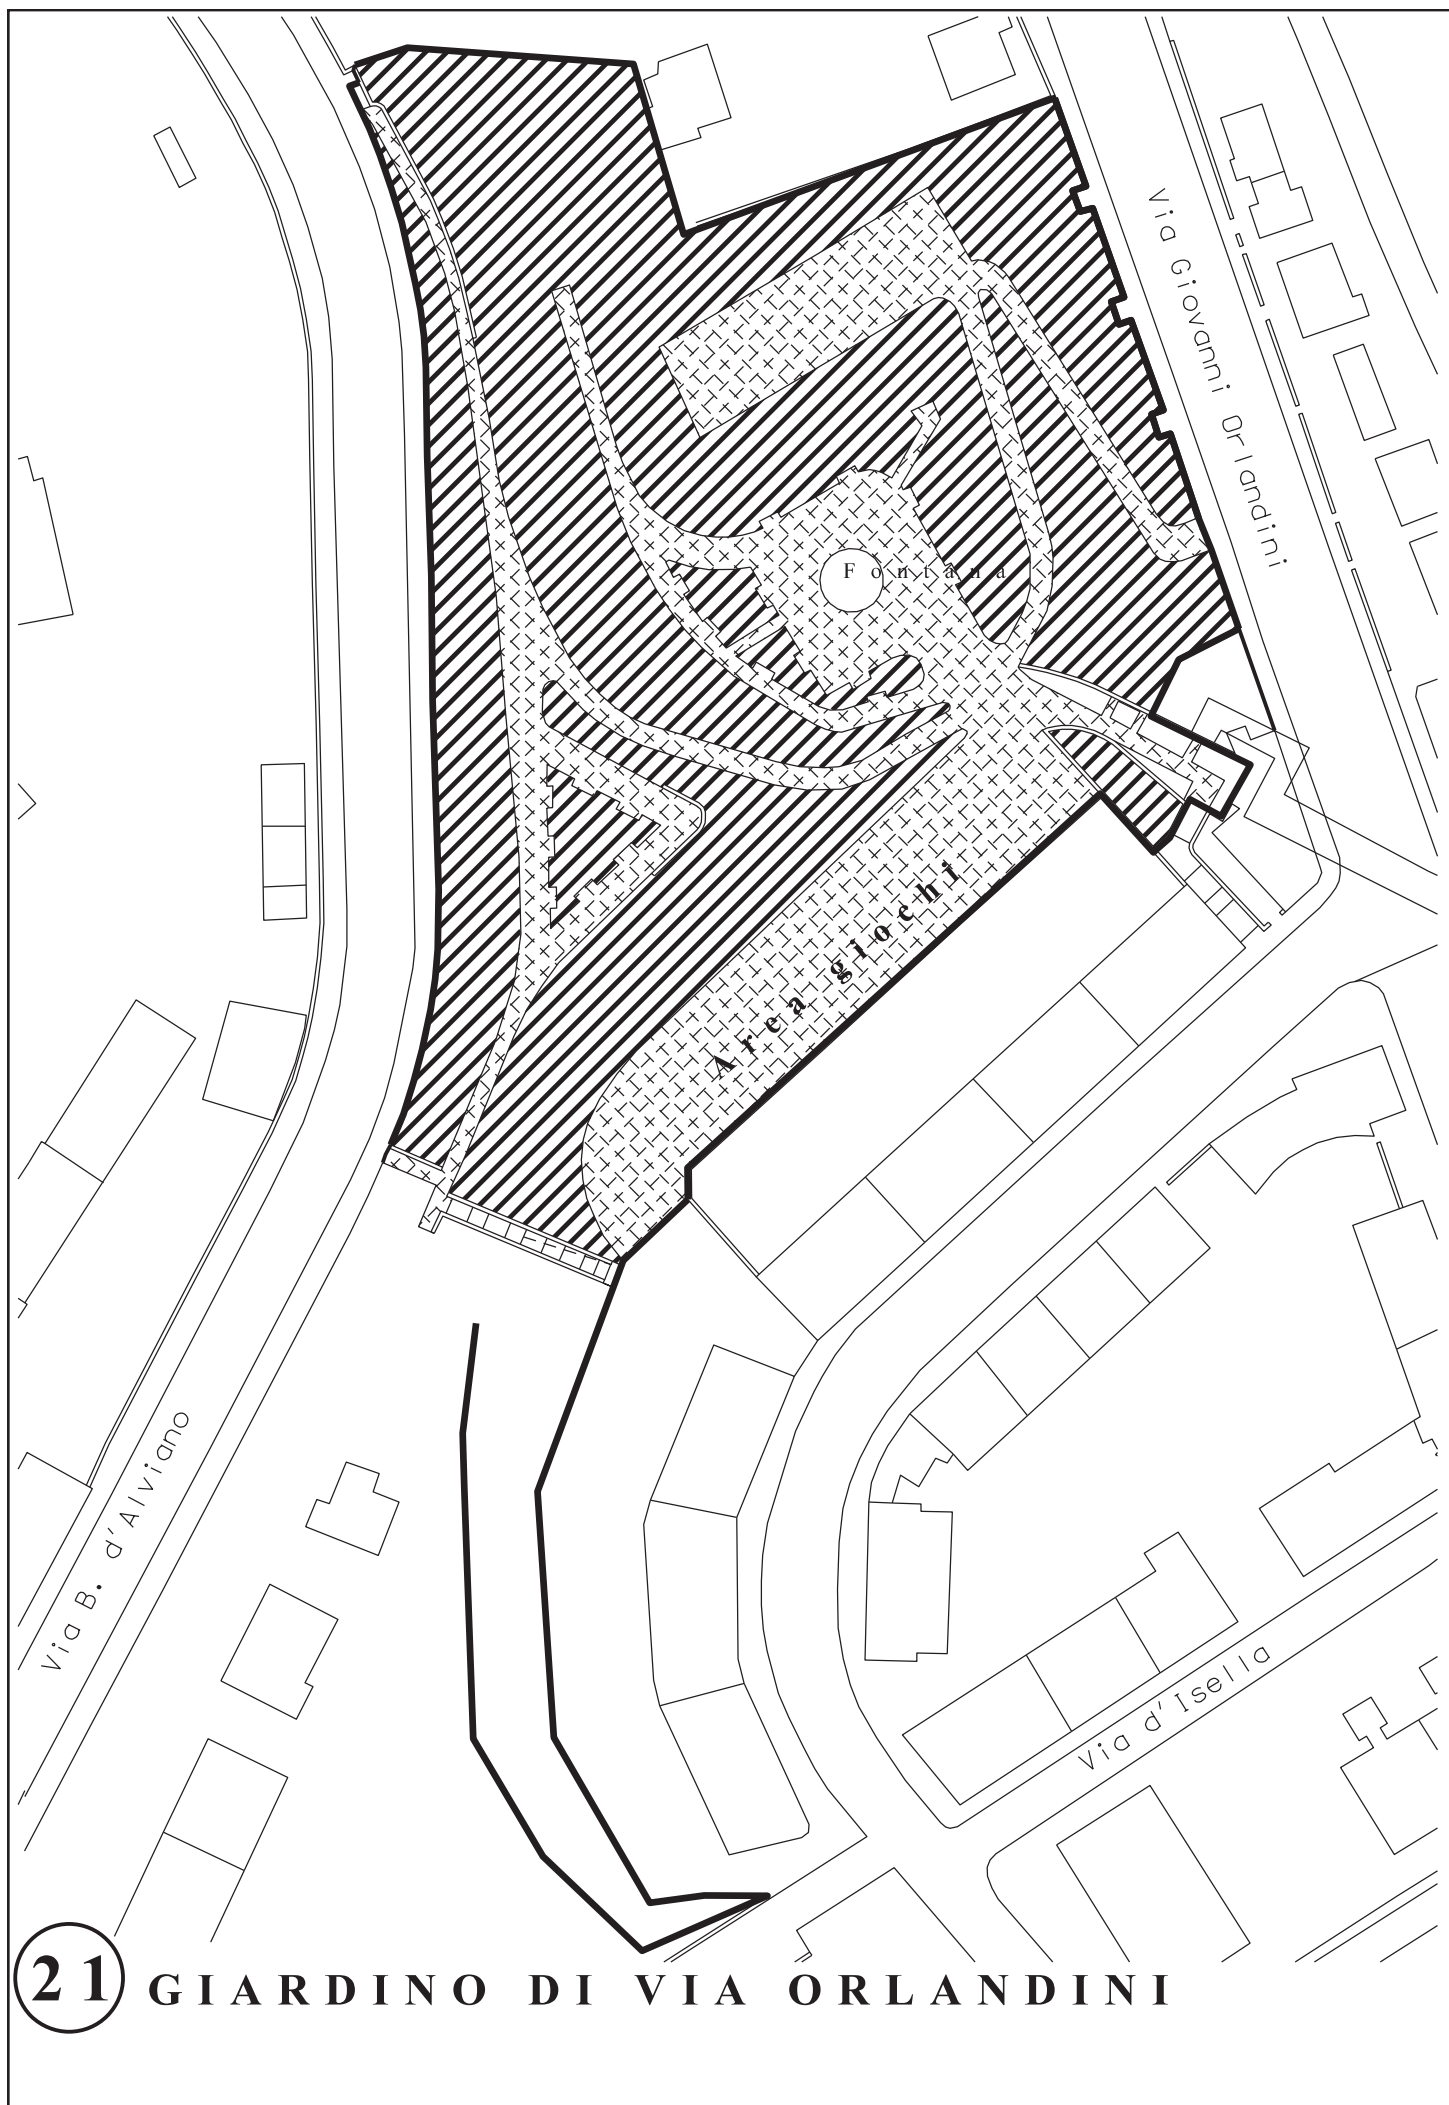 Via Giovanni Orlandini
Fontana
Area giochi
Via B. d'Alviano
Via d'Isella
21 GIARDINO DI VIA ORLANDINI